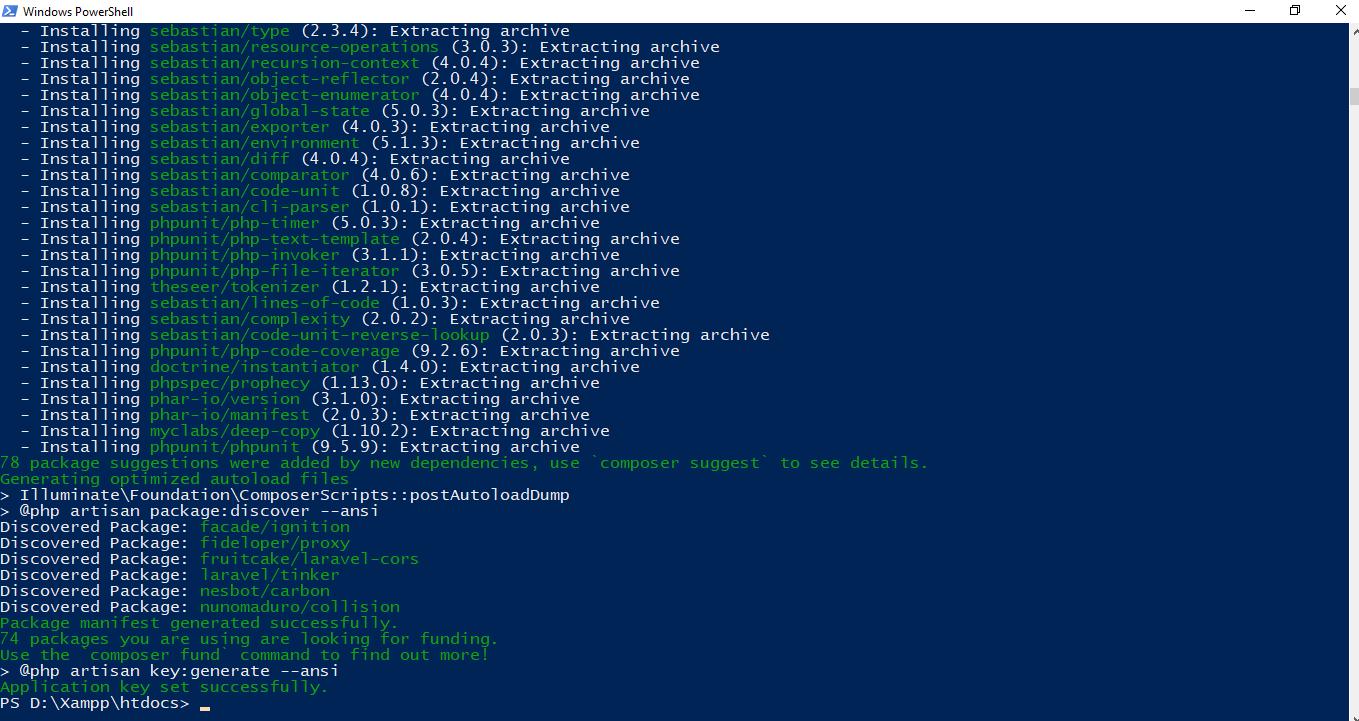 Windows PowerShell
- Installing sebastian/type (2.3.4): Extracting archive
- Installing sebastian/resource-operations (3.0.3): Extracting archive
- Installing sebastian/recursion-context (4.0.4): Extracting archive
- Installing sebastian/object-reflector (2.0.4): Extracting archive
- Installing sebastian/object-enumerator (4.0.4): Extracting archive
- Installing sebastian/global-state (5.0.3): Extracting archive
- Installing sebastian/exporter (4.0.3): Extracting archive
- Installing sebastian/environment (5.1.3): Extracting archive
- Installing sebastian/diff (4.0.4): Extracting archive
- Installing sebastian/comparator (4.0.6): Extracting archive
- Installing sebastian/code-unit (1.0.8): Extracting archive
- Installing sebastian/cli-parser (1.0.1): Extracting archive
- Installing phpunit/php-timer (5.0.3): Extracting archive
- Installing phpunit/php-text-template (2.0.4): Extracting archive
- Installing phpunit/php-invoker (3.1.1): Extracting archive
- Installing phpunit/php-file-iterator (3.0.5): Extracting archive
- Installing theseer/tokenizer (1.2.1): Extracting archive
- Installing sebastian/lines-of-code (1.0.3): Extracting archive
- Installing sebastian/complexity (2.0.2): Extracting archive
- Installing sebastian/code-unit-reverse-lookup (2.0.3): Extracting archive
- Installing phpunit/php-code-coverage (9.2.6): Extracting archive
- Installing doctrine/instantiator (1.4.0): Extracting archive
- Installing phpspec/prophecy (1.13.0): Extracting archive
- Installing phar-io/version (3.1.0): Extracting archive
- Installing phar-io/manifest (2.0.3): Extracting archive
- Installing myclabs/deep-copy (1.10.2): Extracting archive
- Installing phpunit/phpunit (9.5.9): Extracting archive
78 package suggestions were added by new dependencies, use `composer suggest` to see details.
Generating optimized autoload files
> Illuminate\Foundation\ComposerScripts::postAutoloadDump
> @php artisan package:discover --ansi
Discovered Package: facade/ignition
Discovered Package: fideloper/proxy
Discovered Package: fruitcake/laravel-cors
Discovered Package: laravel/tinker
Discovered Package: nesbot/carbon
Discovered Package: nunomaduro/collision
Package manifest generated successfully.
74 packages you are using are looking for funding.
Use the `composer fund` command to find out more!
> @php artisan key:generate --ansi
Application key set successfully.
PS D:\Xampp\htdocs>